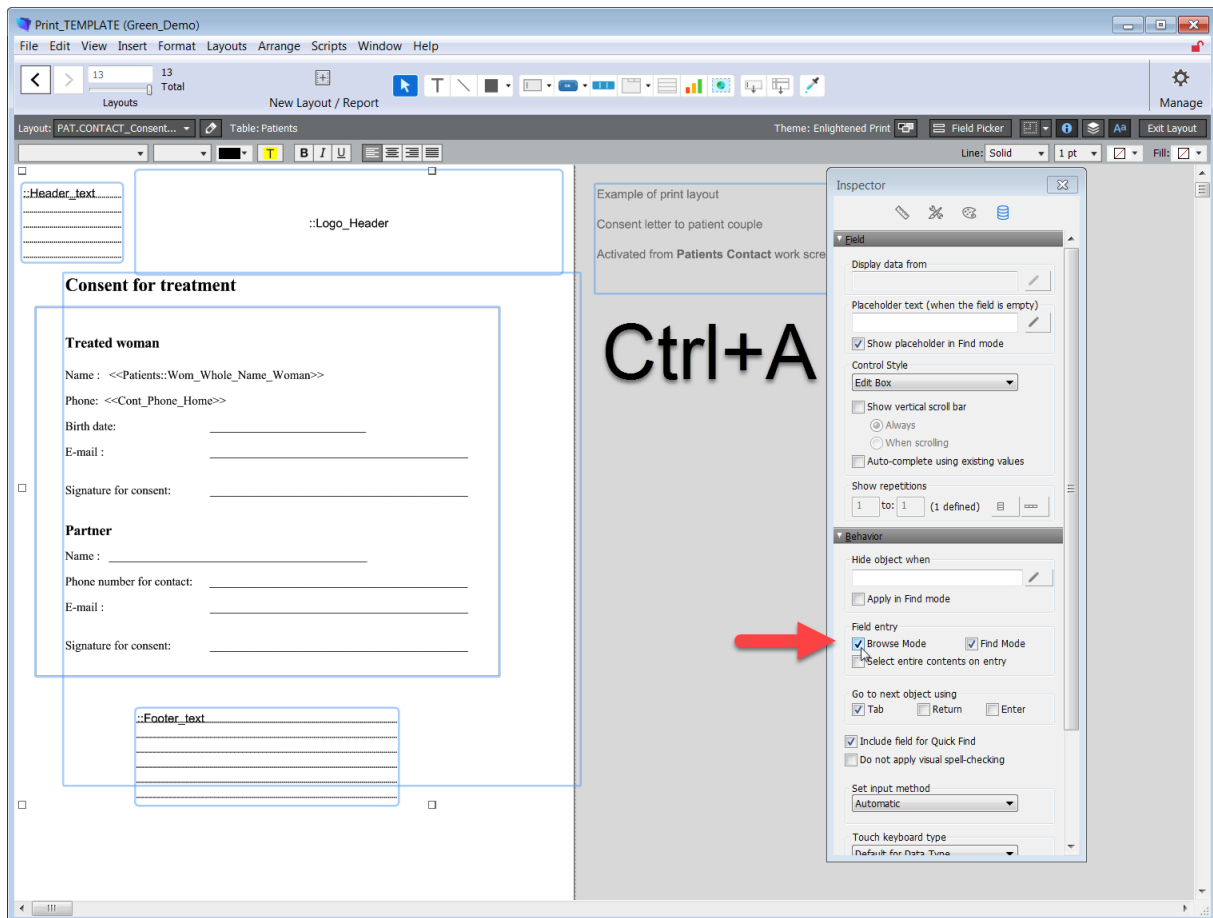 Print_TEMPLATE (Green_Demo)
File Edit View Insert Format Layouts Arrange Scripts Window Help
13
13
Total
Layouts
New Layout / Report
Manage
Layout: PAT.CONTACT_Consent...
Table: Patients
Theme: Enlightened Print
Field Picker
Aa
Exit Layout
B I U
Line: Solid
1 pt
Fill:
::Header_text
::Logo_Header
Consent for treatment
Treated woman
Name : <<Patients::Wom_Whole_Name_Woman>>
Phone: <<Cont_Phone_Home>>
Birth date:
E-mail :
Signature for consent:
Partner
Name :
Phone number for contact:
E-mail :
Signature for consent:
::Footer_text
Example of print layout
Consent letter to patient couple
Activated from Patients Contact work scre
Ctrl+A
Inspector
Field
Display data from
Placeholder text (when the field is empty)
Show placeholder in Find mode
Control Style
Edit Box
Show vertical scroll bar
Always
When scrolling
Auto-complete using existing values
Show repetitions
1 to: 1 (1 defined)
Behavior
Hide object when
Apply in Find mode
Field entry
Browse Mode Find Mode
Select entire contents on entry
Go to next object using
Tab Return Enter
Include field for Quick Find
Do not apply visual spell-checking
Set input method
Automatic
Touch keyboard type
Default for Data Type